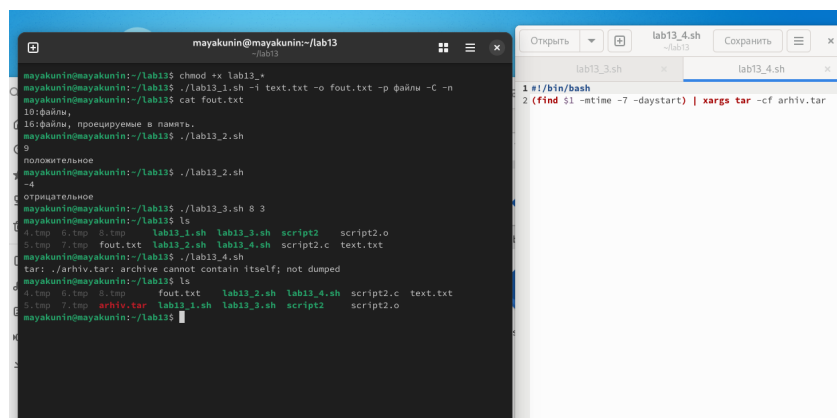 mayakunin@mayakunin:~/lab13
~/lab13
mayakunin@mayakunin:~/lab13$ chmod +x lab13_*
mayakunin@mayakunin:~/lab13$ ./lab13_1.sh -i text.txt -o fout.txt -p файлы -C -n
mayakunin@mayakunin:~/lab13$ cat fout.txt
10:файлы,
16:файлы, проецируемые в память.
mayakunin@mayakunin:~/lab13$ ./lab13_2.sh
9
положительное
mayakunin@mayakunin:~/lab13$ ./lab13_2.sh
-4
отрицательное
mayakunin@mayakunin:~/lab13$ ./lab13_3.sh 8 3
mayakunin@mayakunin:~/lab13$ ls
4.tmp 6.tmp 8.tmp lab13_1.sh lab13_3.sh script2 script2.o
5.tmp 7.tmp fout.txt lab13_2.sh lab13_4.sh script2.c text.txt
mayakunin@mayakunin:~/lab13$ ./lab13_4.sh
tar: ./arhiv.tar: archive cannot contain itself; not dumped
mayakunin@mayakunin:~/lab13$ ls
4.tmp 6.tmp 8.tmp fout.txt lab13_2.sh lab13_4.sh script2.c text.txt
5.tmp 7.tmp arhiv.tar lab13_1.sh lab13_3.sh script2 script2.o
mayakunin@mayakunin:~/lab13$
Открыть lab13_4.sh Сохранить
~/lab13
lab13_3.sh lab13_4.sh
1 #!/bin/bash
2 (find $1 -mtime -7 -daystart) | xargs tar -cf arhiv.tar